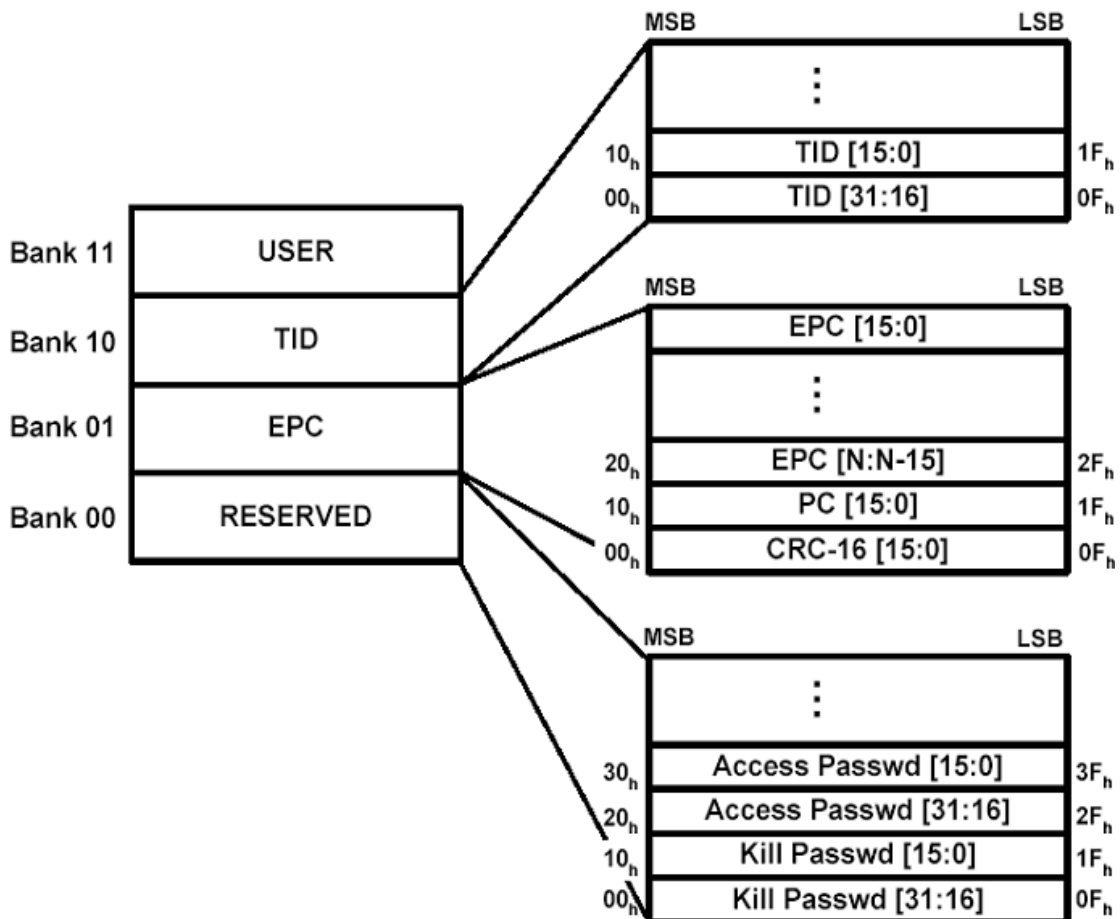 MSB LSB
⋮
10h TID [15:0] 1Fh
00h TID [31:16] 0Fh
Bank 11 USER
Bank 10 TID
Bank 01 EPC
Bank 00 RESERVED
MSB LSB
EPC [15:0]
⋮
20h EPC [N:N-15] 2Fh
10h PC [15:0] 1Fh
00h CRC-16 [15:0] 0Fh
MSB LSB
⋮
30h Access Passwd [15:0] 3Fh
20h Access Passwd [31:16] 2Fh
10h Kill Passwd [15:0] 1Fh
00h Kill Passwd [31:16] 0Fh